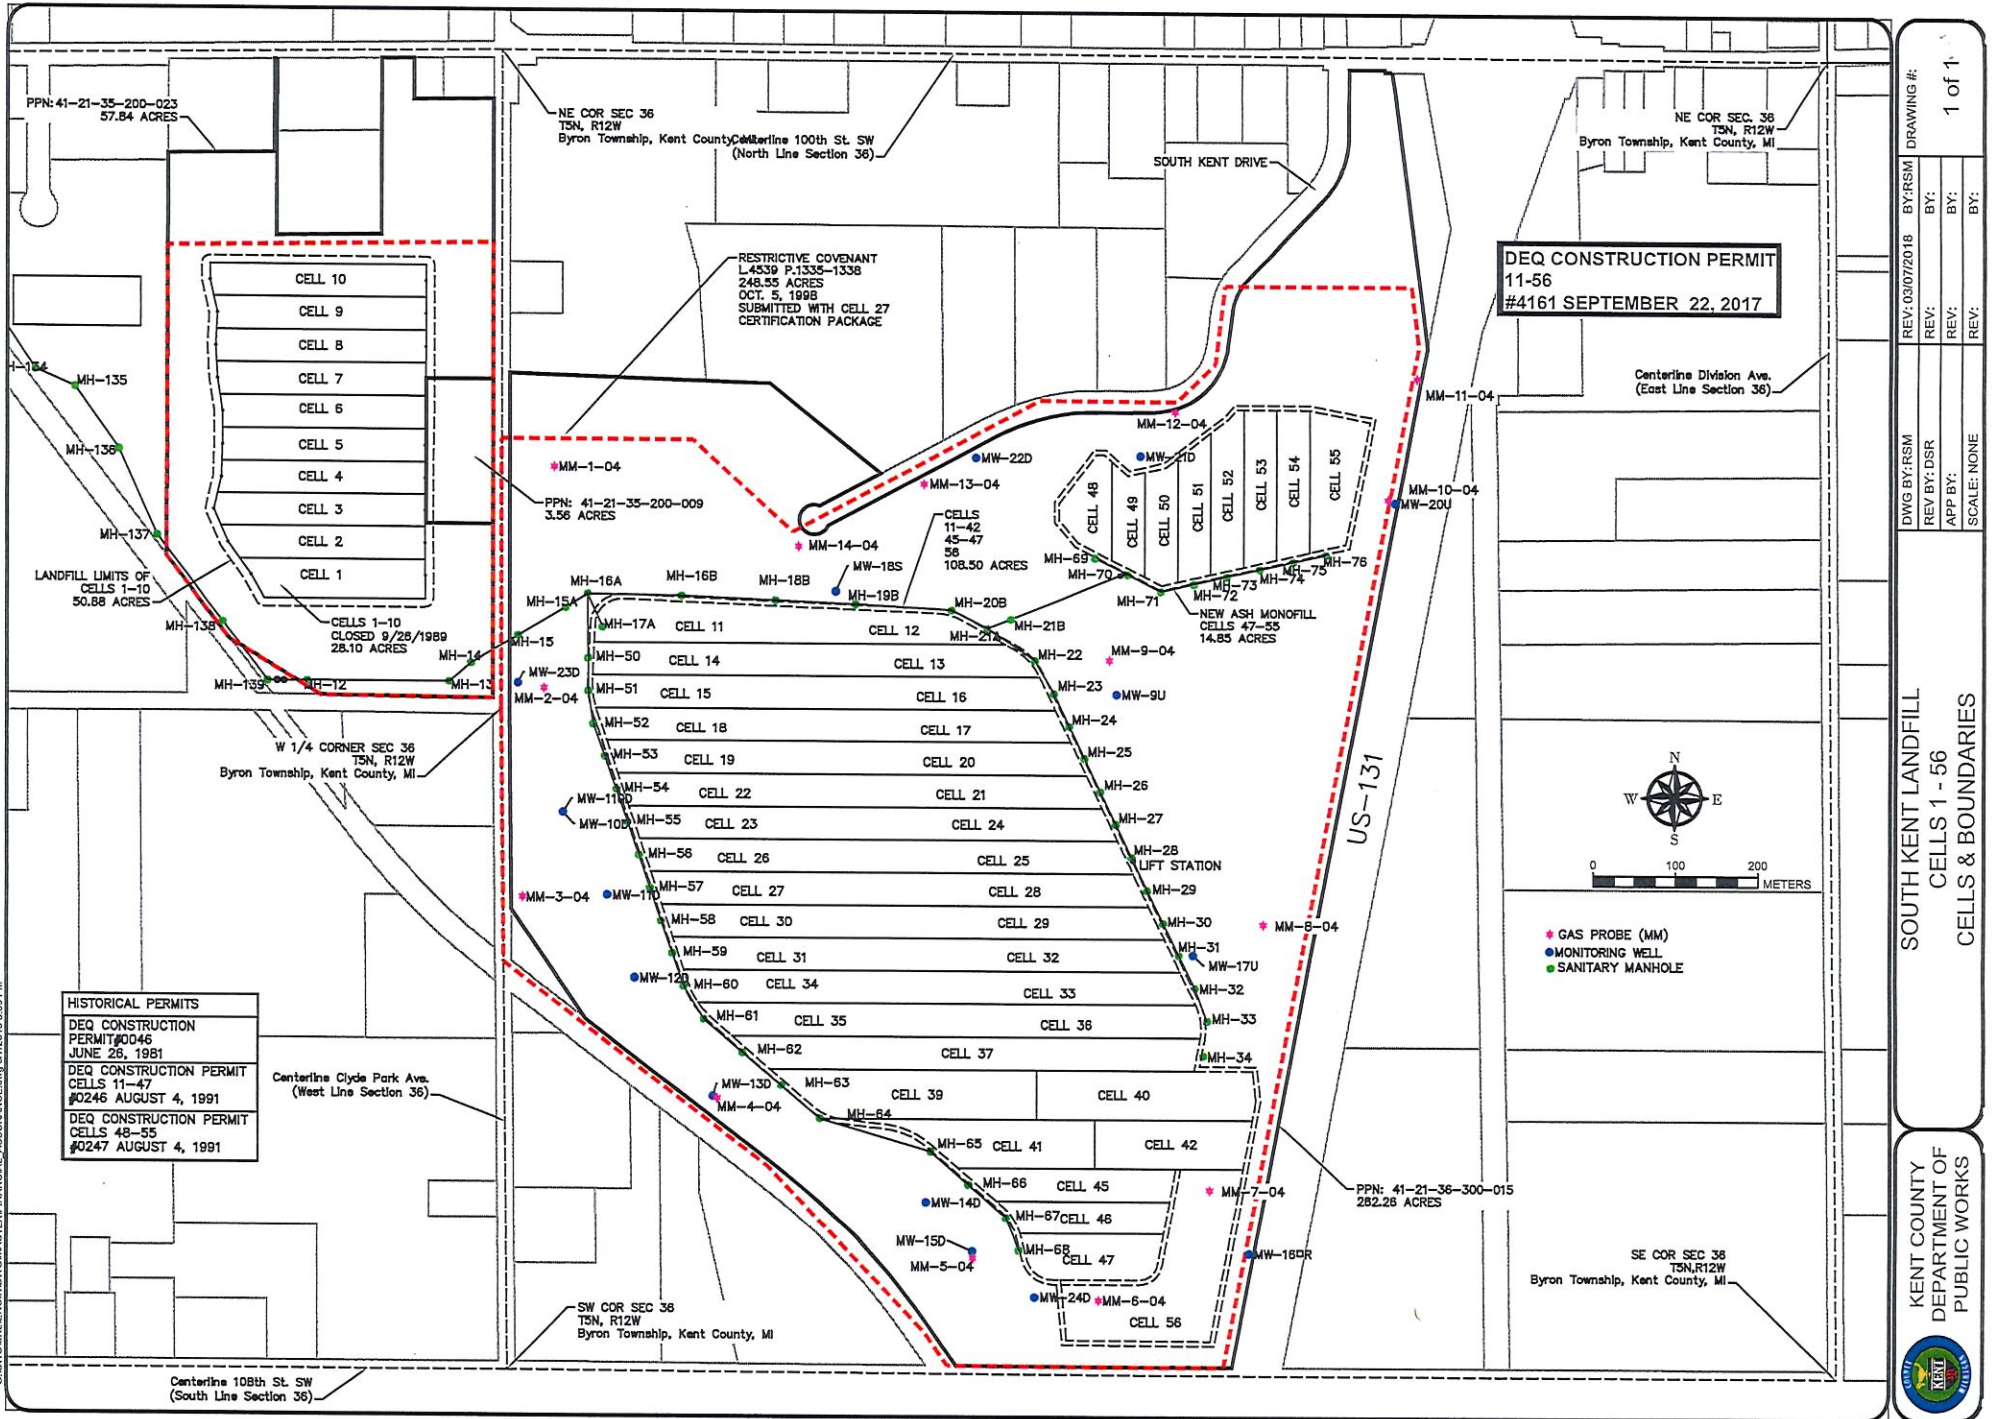 PPN: 41-21-35-200-023
57.84 ACRES
NE COR SEC 36
T5N, R12W
Byron Township, Kent County,
Centerline 100th St. SW
(North Line Section 36)
SOUTH KENT DRIVE
NE COR SEC. 36
T5N, R12W
Byron Township, Kent County, MI
RESTRICTIVE COVENANT
L.4539 P.1335-1338
248.55 ACRES
OCT. 5, 1998
SUBMITTED WITH CELL 27
CERTIFICATION PACKAGE
DEQ CONSTRUCTION PERMIT
11-56
#4161 SEPTEMBER 22, 2017
Centerline Division Ave.
(East Line Section 36)
CELL 10
CELL 9
CELL 8
CELL 7
CELL 6
CELL 5
CELL 4
CELL 3
CELL 2
CELL 1
MH-135
MH-136
MH-137
LANDFILL LIMITS OF
CELLS 1-10
50.88 ACRES
MH-138
CELLS 1-10
CLOSED 9/26/1989
28.10 ACRES
MH-139
MH-12
MH-13
MH-14
MH-15
MH-15A
MH-16A
MH-16B
MH-17A
MH-18B
MH-19B
MH-20B
MH-21A
MH-21B
MM-1-04
PPN: 41-21-35-200-009
3.56 ACRES
MM-14-04
MW-18S
MW-22D
MM-13-04
CELLS
11-42
45-47
56
108.50 ACRES
MM-12-04
MW-21D
MM-11-04
MM-10-04
MW-20U
CELL 48
CELL 49
CELL 50
CELL 51
CELL 52
CELL 53
CELL 54
CELL 55
MH-69
MH-70
MH-71
MH-72
MH-73
MH-74
MH-75
MH-76
NEW ASH MONOFILL
CELLS 47-55
14.85 ACRES
MM-9-04
MW-9U
MW-23D
MM-2-04
W 1/4 CORNER SEC 36
T5N, R12W
Byron Township, Kent County, MI
CELL 11
CELL 12
CELL 14
CELL 13
CELL 15
CELL 16
CELL 18
CELL 17
CELL 19
CELL 20
CELL 22
CELL 21
CELL 23
CELL 24
CELL 26
CELL 25
CELL 27
CELL 28
CELL 30
CELL 29
CELL 31
CELL 32
CELL 34
CELL 33
CELL 35
CELL 36
CELL 37
CELL 39
CELL 40
CELL 41
CELL 42
CELL 45
CELL 46
CELL 47
CELL 56
MH-50
MH-51
MH-52
MH-53
MH-54
MH-55
MH-56
MH-57
MH-58
MH-59
MH-60
MH-61
MH-62
MH-63
MH-64
MH-65
MH-66
MH-67
MH-68
MH-22
MH-23
MH-24
MH-25
MH-26
MH-27
MH-28
LIFT STATION
MH-29
MH-30
MH-31
MW-17U
MH-32
MH-33
MH-34
MW-10D
MM-3-04
MW-11D
MW-12D
MW-13D
MM-4-04
MW-14D
MW-15D
MM-5-04
MW-24D
MM-6-04
MM-7-04
MM-8-04
US-131
PPN: 41-21-36-300-015
282.26 ACRES
N
W
E
S
0 100 200
METERS
GAS PROBE (MM)
MONITORING WELL
SANITARY MANHOLE
HISTORICAL PERMITS
DEQ CONSTRUCTION
PERMIT#0046
JUNE 26, 1981
DEQ CONSTRUCTION PERMIT
CELLS 11-47
#0246 AUGUST 4, 1991
DEQ CONSTRUCTION PERMIT
CELLS 48-55
#0247 AUGUST 4, 1991
Centerline Clyde Park Ave.
(West Line Section 36)
SW COR SEC 36
T5N, R12W
Byron Township, Kent County, MI
SE COR SEC 36
T5N,R12W
Byron Township, Kent County, MI
Centerline 108th St. SW
(South Line Section 36)
DRAWING #:
1 of 1
DWG BY:RSM REV: 03/07/2018 BY:RSM
REV BY: DSR REV: BY:
APP BY: REV: BY:
SCALE: NONE REV: BY:
SOUTH KENT LANDFILL
CELLS 1 - 56
CELLS & BOUNDARIES
KENT COUNTY
DEPARTMENT OF
PUBLIC WORKS
KENT